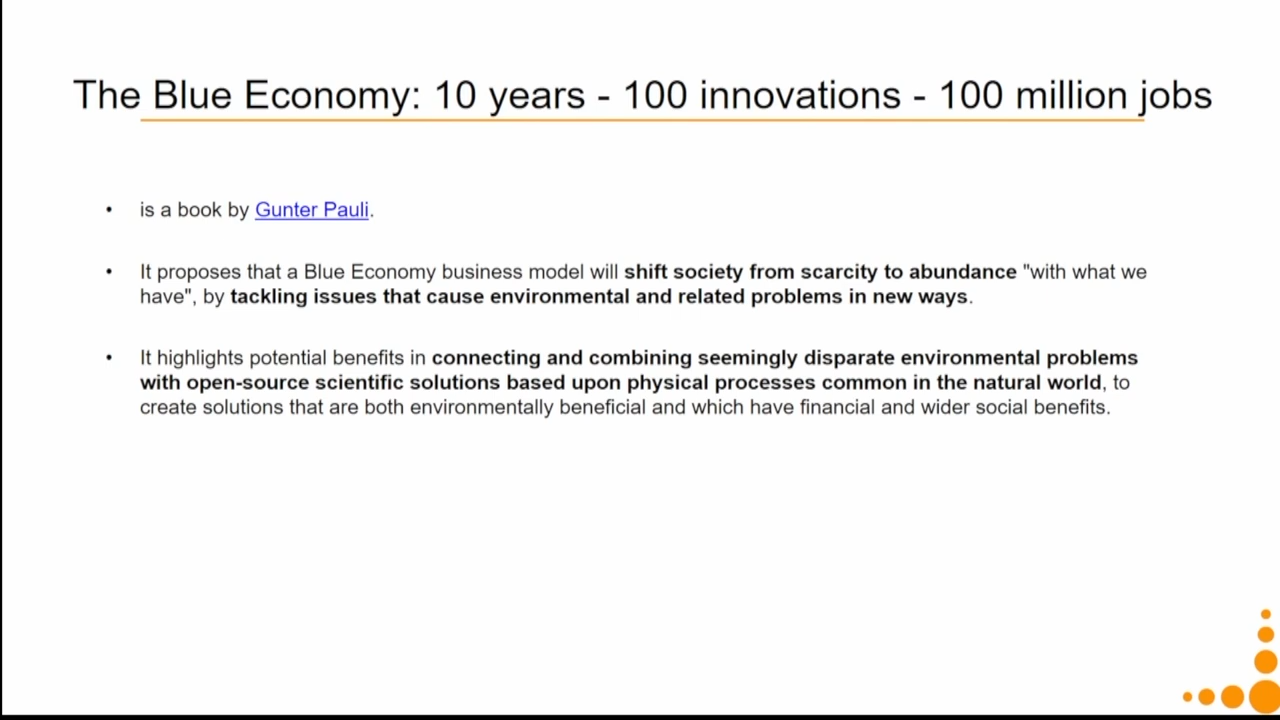 The Blue Economy: 10 years - 100 innovations - 100 million jobs
• is a book by Gunter Pauli.
• It proposes that a Blue Economy business model will shift society from scarcity to abundance "with what we
have", by tackling issues that cause environmental and related problems in new ways.
• It highlights potential benefits in connecting and combining seemingly disparate environmental problems
with open-source scientific solutions based upon physical processes common in the natural world, to
create solutions that are both environmentally beneficial and which have financial and wider social benefits.